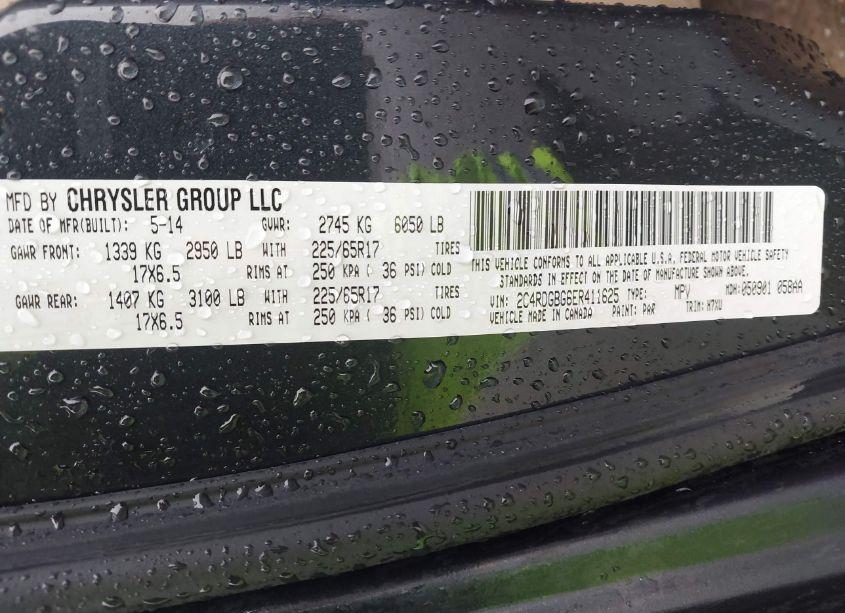 MFD BY CHRYSLER GROUP LLC
DATE OF MFR(BUILT): 5-14 GVWR: 2745 KG 6050 LB
GAWR FRONT: 1339 KG 2950 LB WITH 225/65R17 TIRES
17X6.5 RIMS AT 250 KPA ( 36 PSI) COLD
GAWR REAR: 1407 KG 3100 LB WITH 225/65R17 TIRES
17X6.5 RIMS AT 250 KPA ( 36 PSI) COLD
THIS VEHICLE CONFORMS TO ALL APPLICABLE U.S.A. FEDERAL MOTOR VEHICLE SAFETY
STANDARDS IN EFFECT ON THE DATE OF MANUFACTURE SHOWN ABOVE.
VIN: 2C4RDGBG6ER411625 TYPE: MPV MDH: 050901 058AA
VEHICLE MADE IN CANADA PAINT: PAR TRIM: